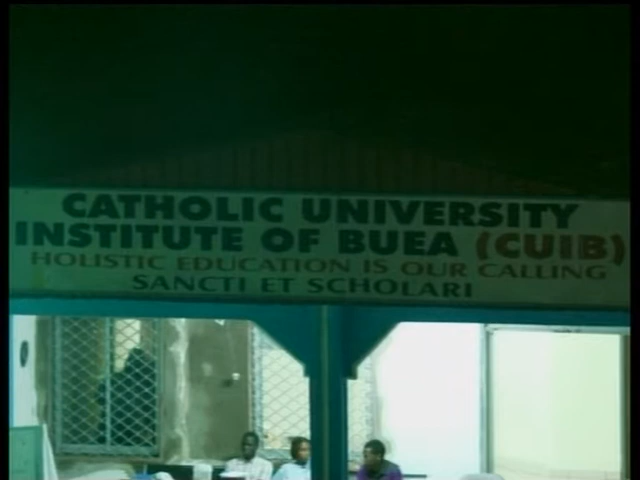 CATHOLIC UNIVERSITY
INSTITUTE OF BUEA (CUIB)
HOLISTIC EDUCATION IS OUR CALLING
SANCTI ET SCHOLARI